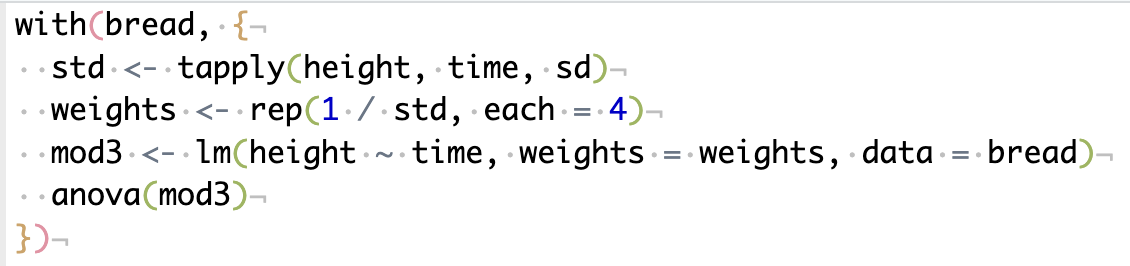 with(bread, {
  std <- tapply(height, time, sd)
  weights <- rep(1 / std, each = 4)
  mod3 <- lm(height ~ time, weights = weights, data = bread)
  anova(mod3)
})